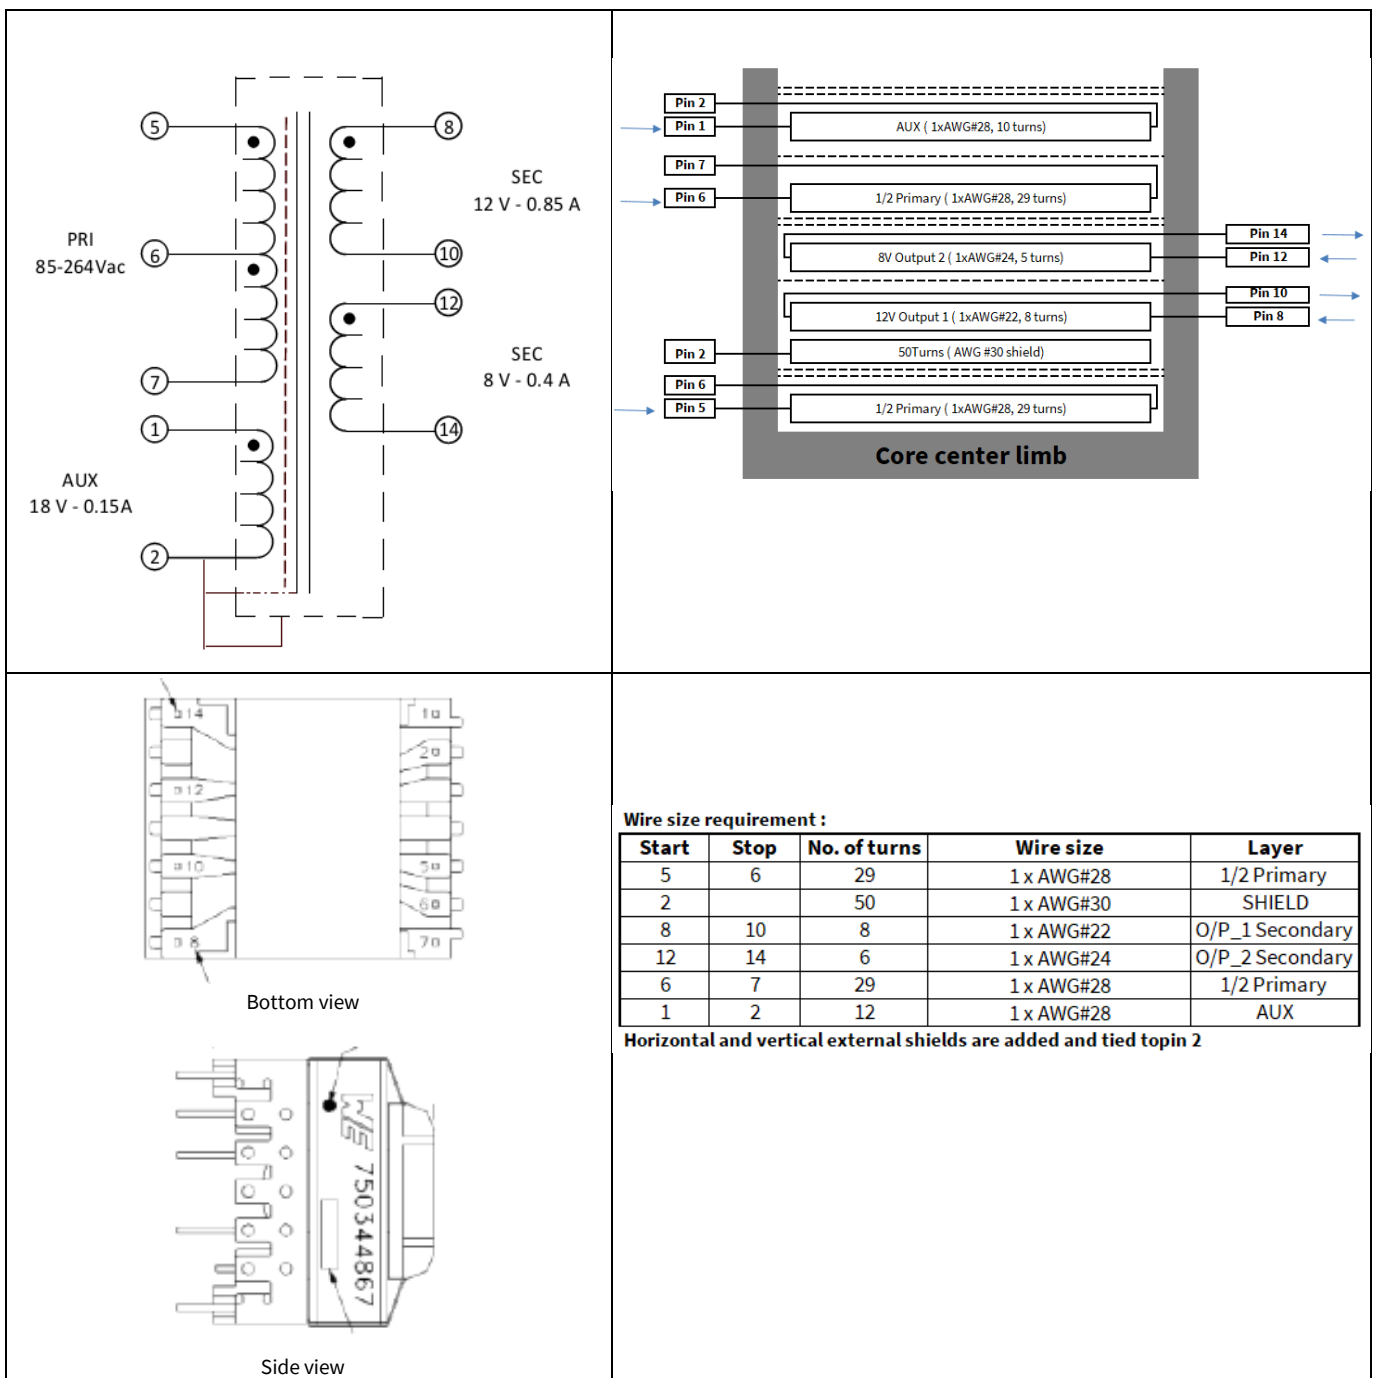 5
8
SEC
12 V - 0.85 A
PRI
85-264Vac
6
10
12
SEC
8 V - 0.4 A
7
1
14
AUX
18 V - 0.15A
2
Pin 2
Pin 1
AUX ( 1xAWG#28, 10 turns)
Pin 7
Pin 6
1/2 Primary ( 1xAWG#28, 29 turns)
Pin 14
8V Output 2 ( 1xAWG#24, 5 turns)
Pin 12
Pin 10
12V Output 1 ( 1xAWG#22, 8 turns)
Pin 8
Pin 2
50Turns ( AWG #30 shield)
Pin 6
Pin 5
1/2 Primary ( 1xAWG#28, 29 turns)
Core center limb
14
1
2
12
10
5
6
8
7
Bottom view
WE 750344867
Side view
Wire size requirement :
Start Stop No. of turns Wire size Layer
5 6 29 1 x AWG#28 1/2 Primary
2 50 1 x AWG#30 SHIELD
8 10 8 1 x AWG#22 O/P_1 Secondary
12 14 6 1 x AWG#24 O/P_2 Secondary
6 7 29 1 x AWG#28 1/2 Primary
1 2 12 1 x AWG#28 AUX
Horizontal and vertical external shields are added and tied topin 2